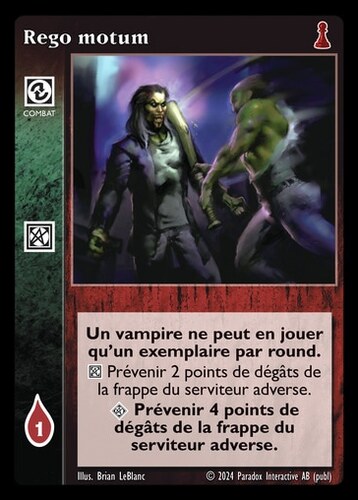 Rego motum
COMBAT
Un vampire ne peut en jouer
qu'un exemplaire par round.
Prévenir 2 points de dégâts de
la frappe du serviteur adverse.
Prévenir 4 points de
dégâts de la frappe du
serviteur adverse.
1
Illus. Brian LeBlanc © 2024 Paradox Interactive AB (publ)